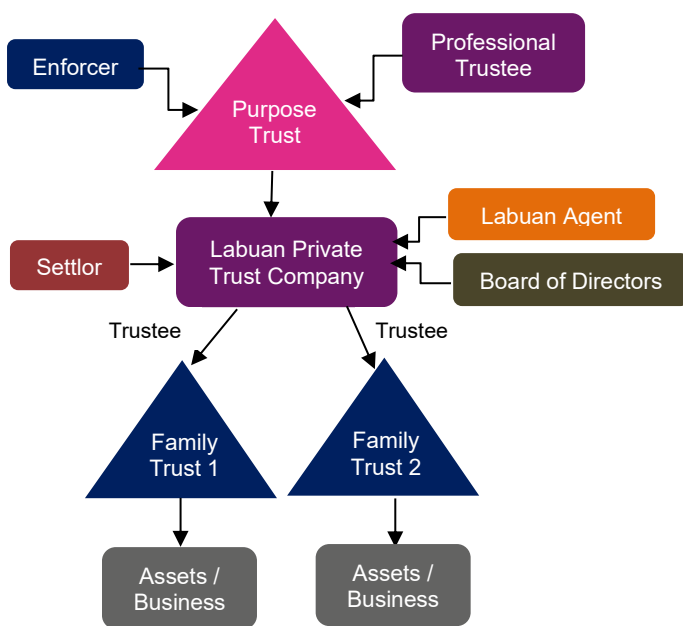 Enforcer
Professional
Trustee
Purpose
Trust
Labuan Private
Trust Company
Labuan Agent
Settlor
Board of Directors
Trustee
Trustee
Family
Trust 1
Family
Trust 2
Assets /
Business
Assets /
Business